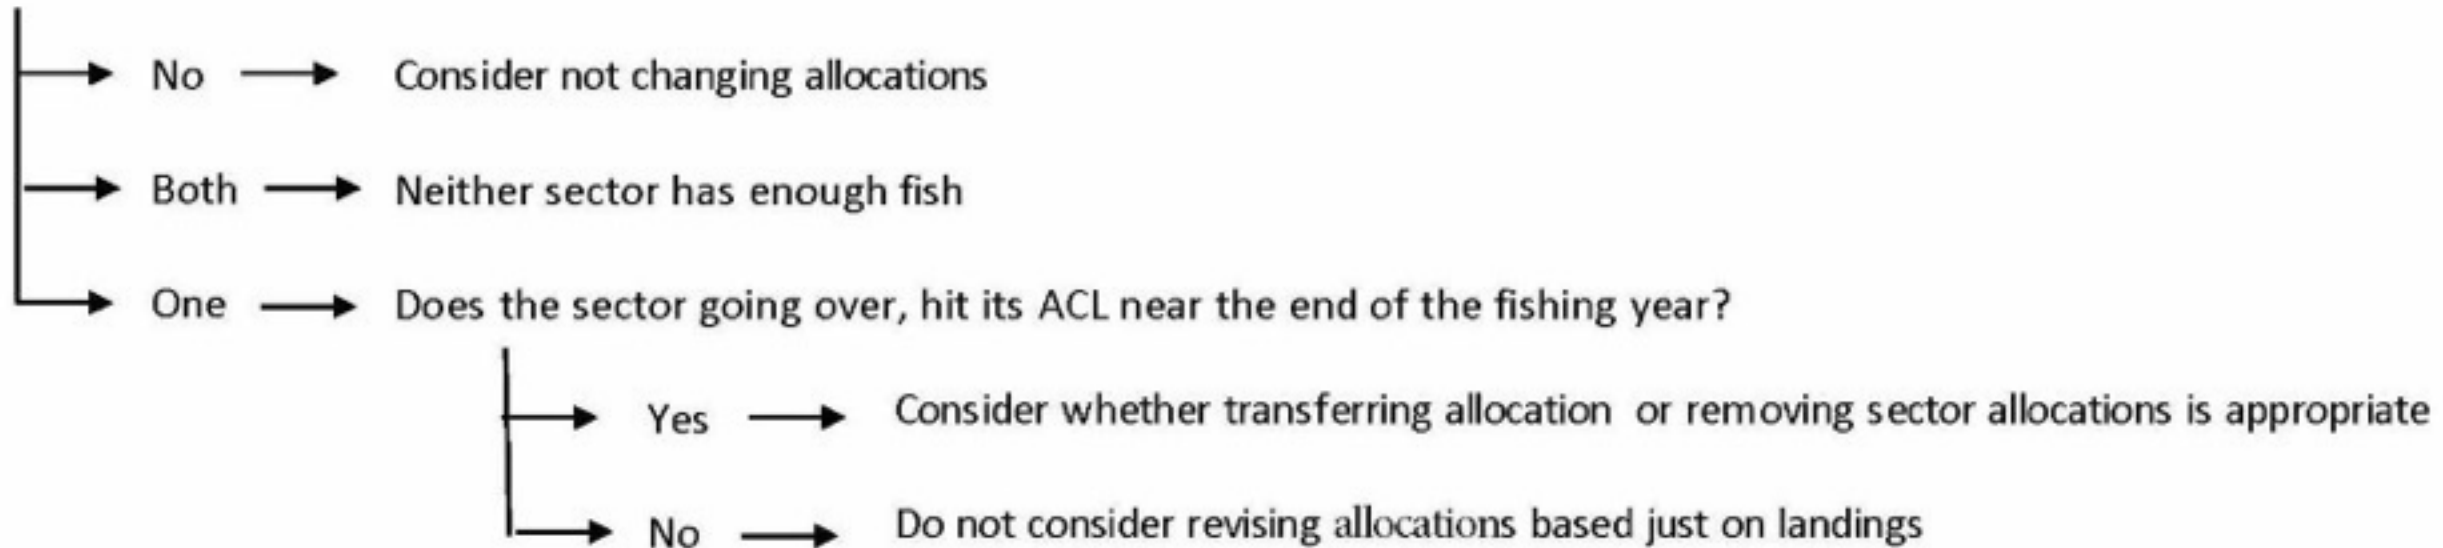 No Consider not changing allocations
Both Neither sector has enough fish
One Does the sector going over, hit its ACL near the end of the fishing year?
Yes Consider whether transferring allocation or removing sector allocations is appropriate
No Do not consider revising allocations based just on landings